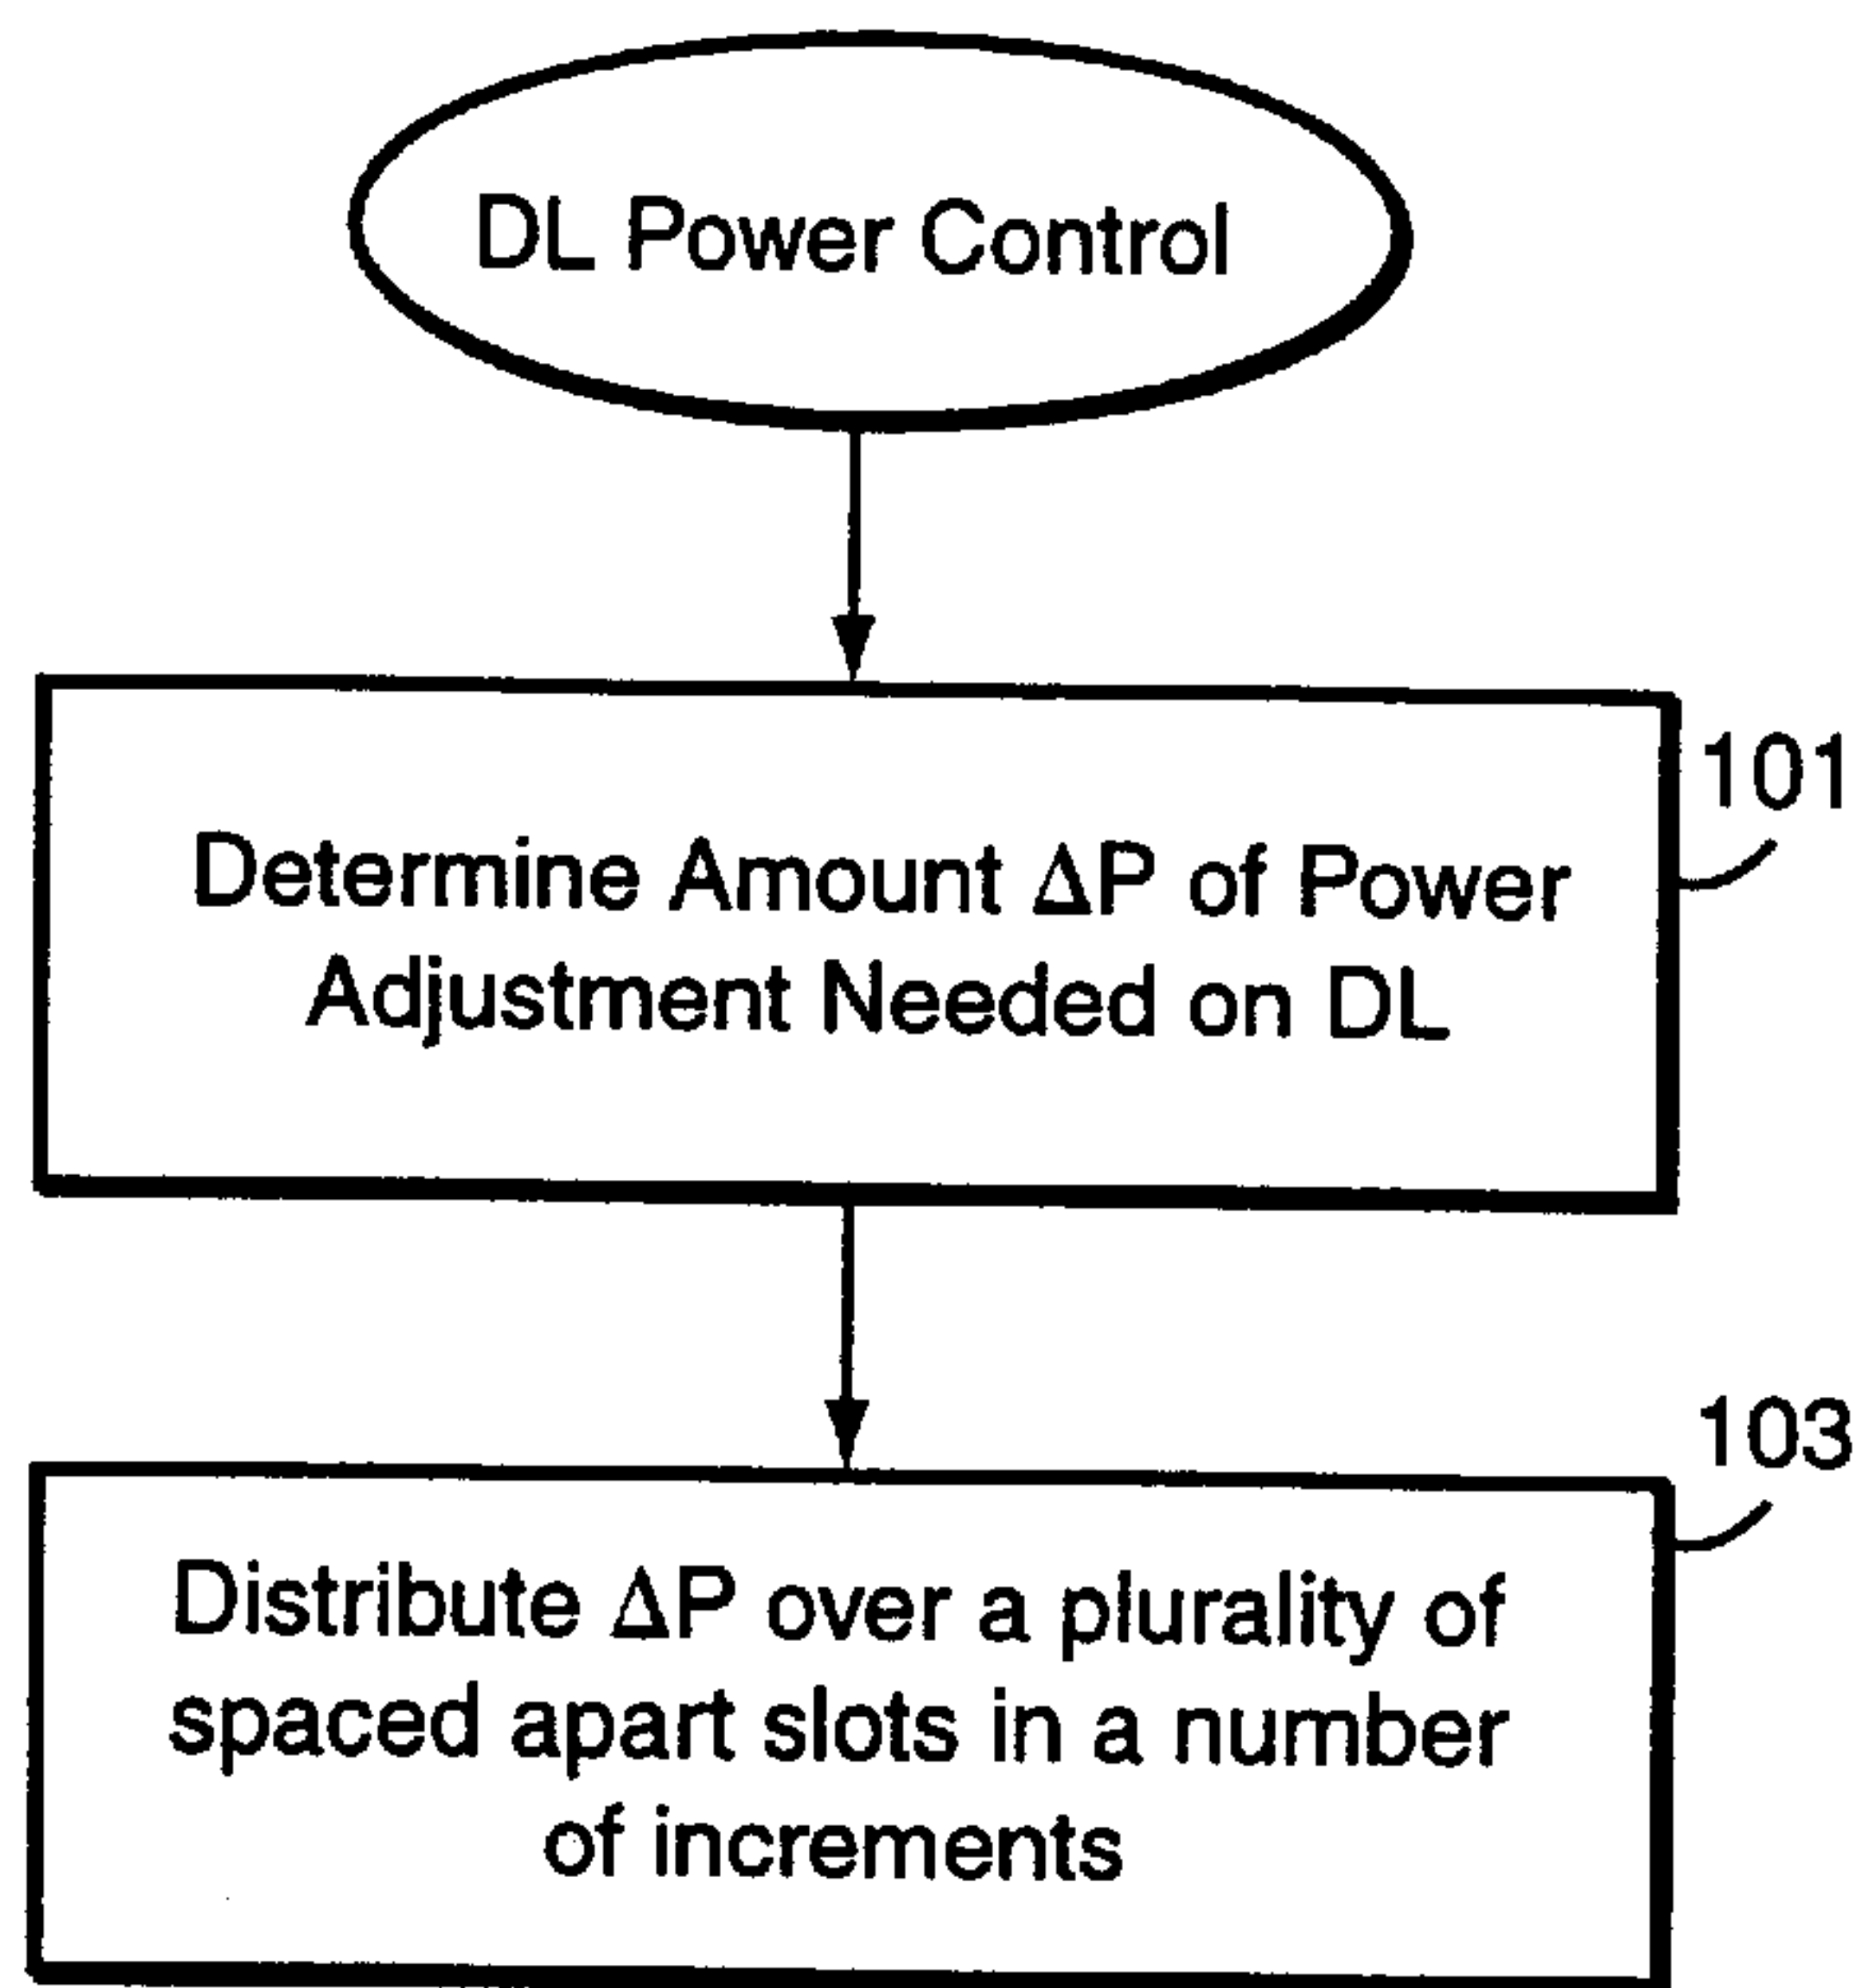 DL Power Control
101
Determine Amount ΔP of Power
Adjustment Needed on DL
103
Distribute ΔP over a plurality of
spaced apart slots in a number
of increments